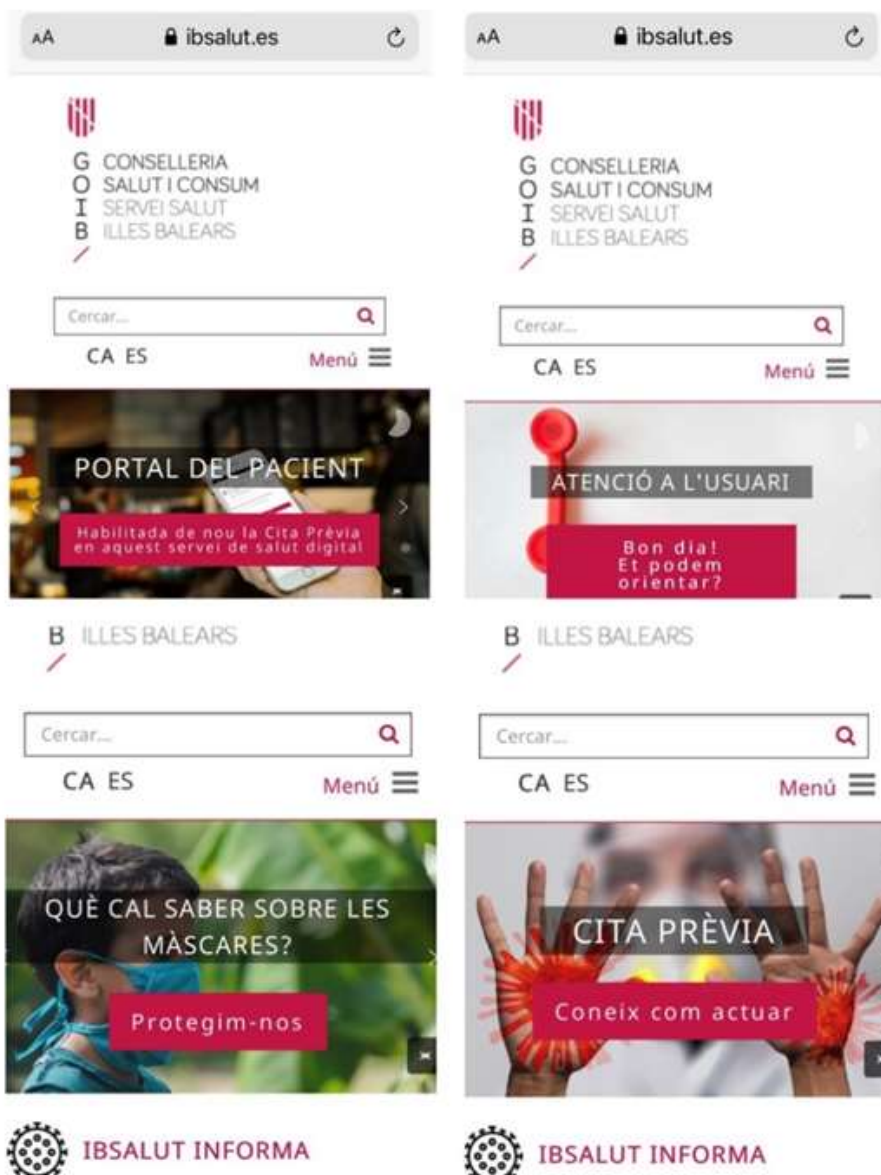 AA ibsalut.es
G CONSELLERIA
O SALUT I CONSUM
I SERVEI SALUT
B ILLES BALEARS
Cercar...
CA ES Menú
PORTAL DEL PACIENT
Habilitada de nou la Cita Prèvia
en aquest servei de salut digital
AA ibsalut.es
G CONSELLERIA
O SALUT I CONSUM
I SERVEI SALUT
B ILLES BALEARS
Cercar...
CA ES Menú
ATENCIÓ A L'USUARI
Bon dia!
Et podem
orientar?
B ILLES BALEARS
Cercar...
CA ES Menú
QUÈ CAL SABER SOBRE LES
MÀSCARES?
Protegim-nos
IBSALUT INFORMA
B ILLES BALEARS
Cercar...
CA ES Menú
CITA PRÈVIA
Coneix com actuar
IBSALUT INFORMA